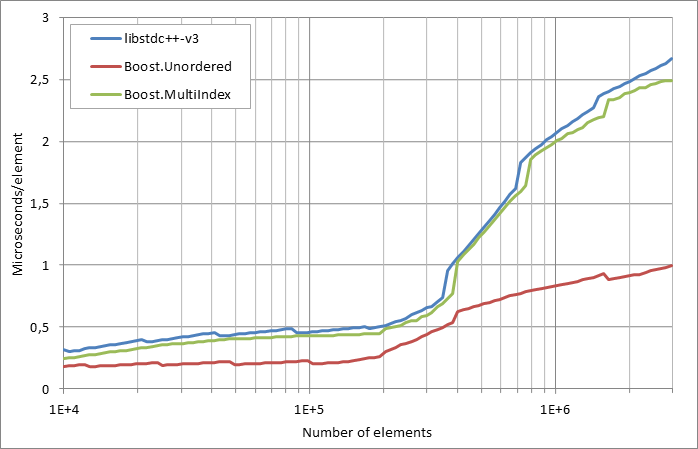 3
2,5
2
1,5
1
0,5
0
Microseconds/element
libstdc++-v3
Boost.Unordered
Boost.MultiIndex
1E+4
1E+5
1E+6
Number of elements